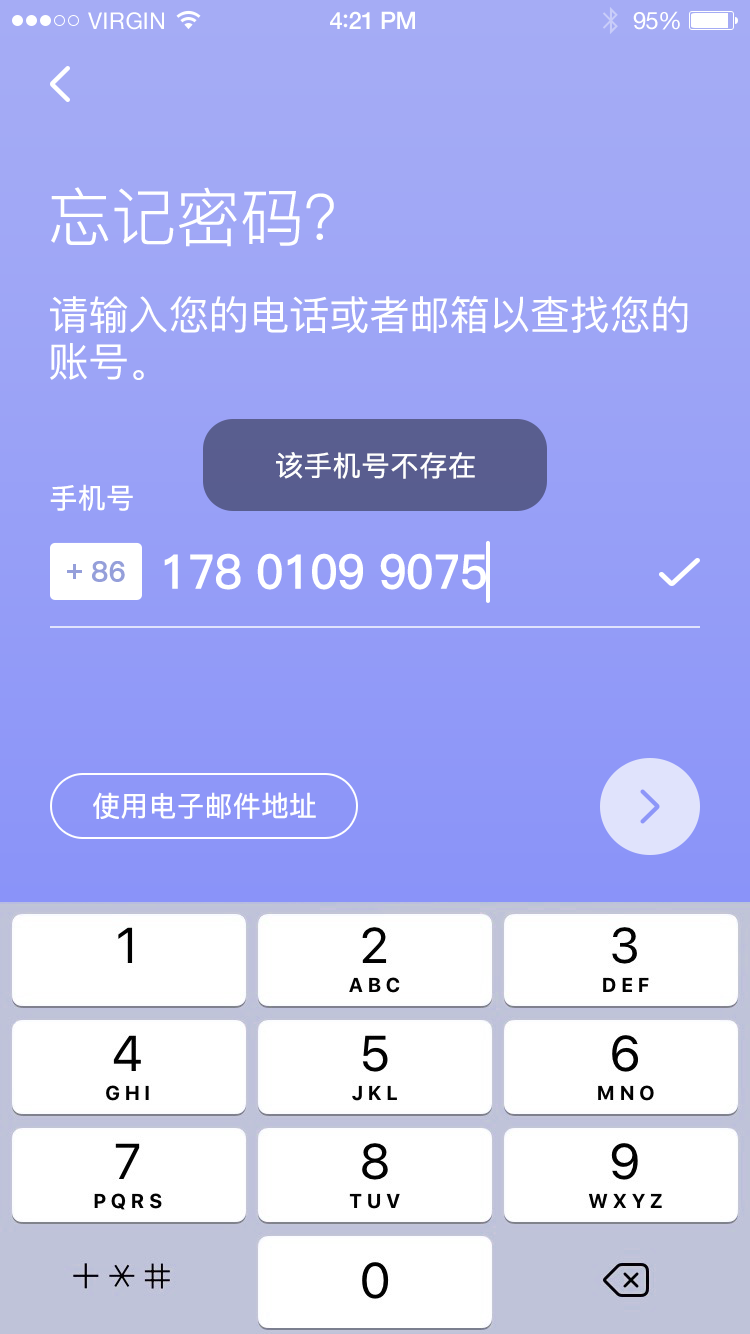 VIRGIN 4:21 PM 95%
忘记密码?
请输入您的电话或者邮箱以查找您的
账号。
该手机号不存在
手机号
+ 86 178 0109 9075
使用电子邮件地址
1 2 3
ABC DEF
4 5 6
GHI JKL MNO
7 8 9
PQRS TUV WXYZ
+ * # 0